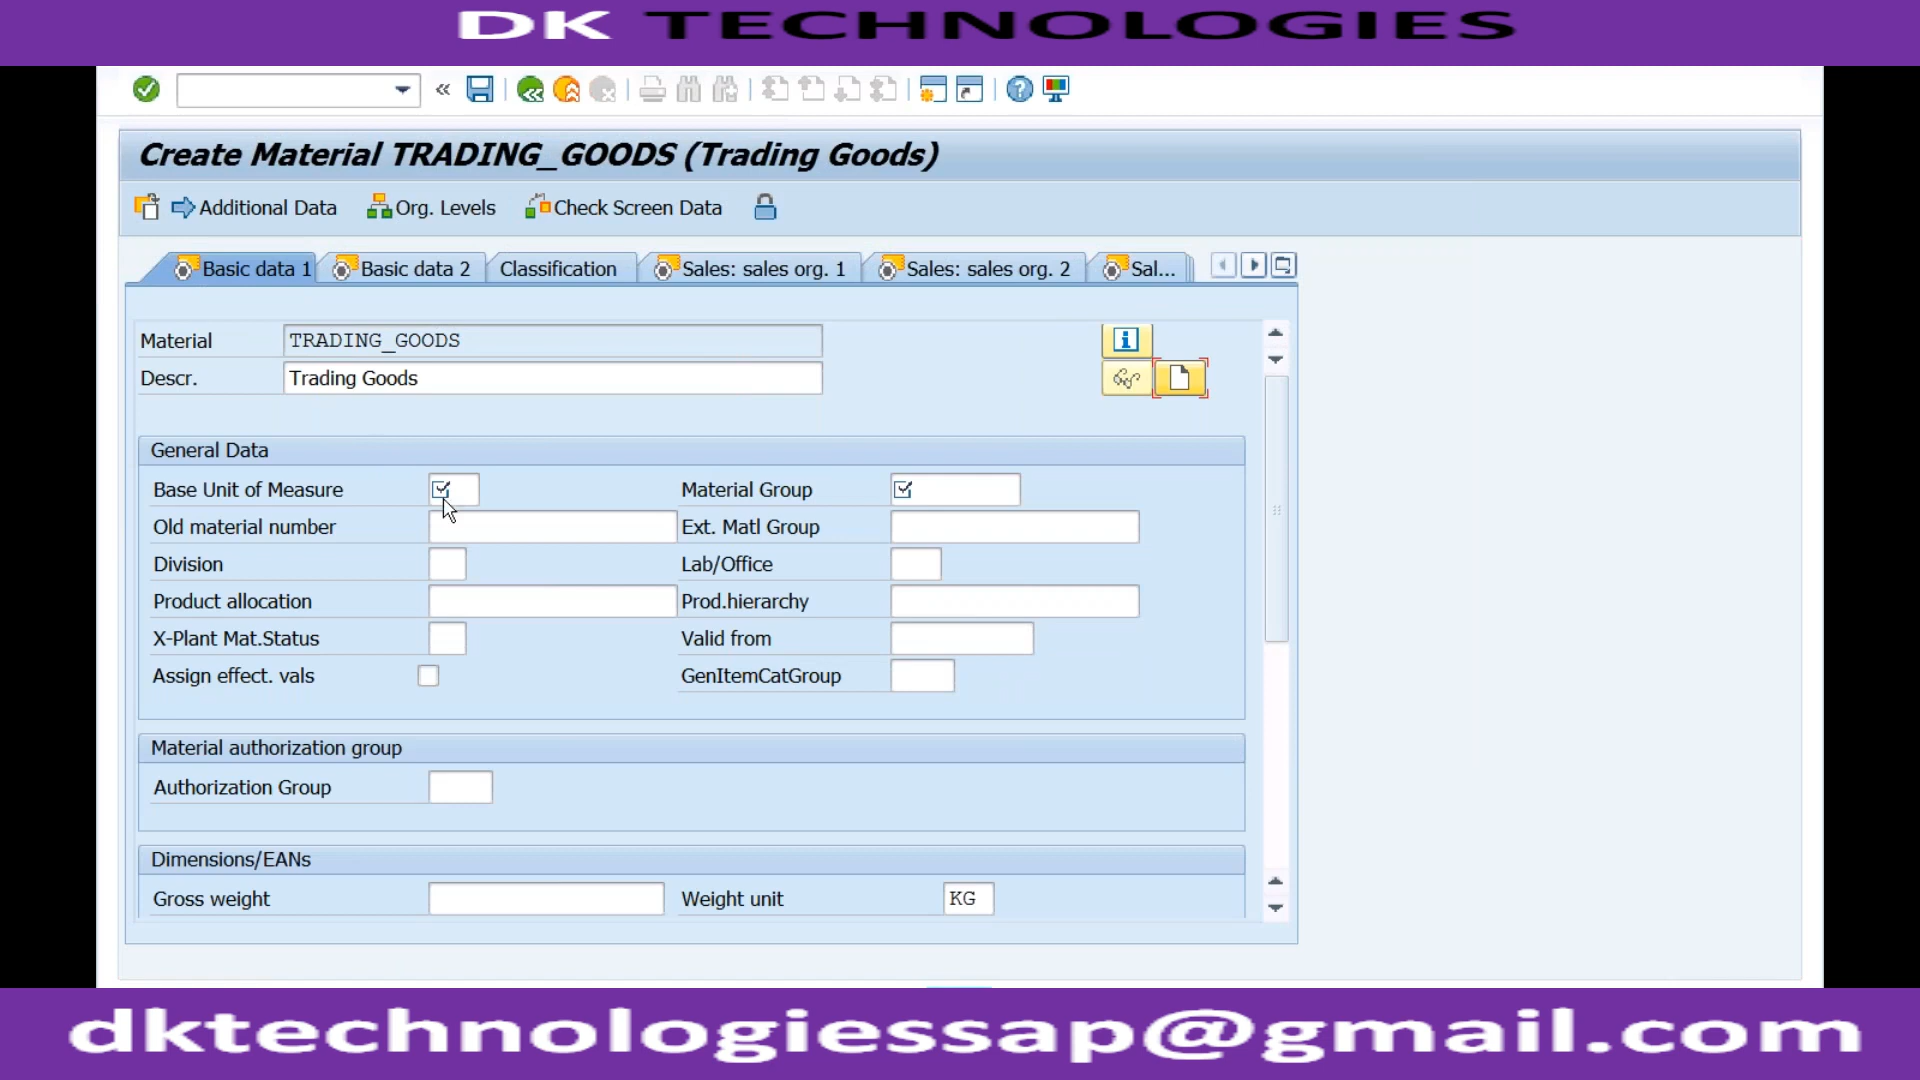 DK TECHNOLOGIES
Create Material TRADING_GOODS (Trading Goods)
Additional Data Org. Levels Check Screen Data
Basic data 1 Basic data 2 Classification Sales: sales org. 1 Sales: sales org. 2 Sal...
Material TRADING_GOODS
Descr. Trading Goods
General Data
Base Unit of Measure Material Group
Old material number Ext. Matl Group
Division Lab/Office
Product allocation Prod.hierarchy
X-Plant Mat.Status Valid from
Assign effect. vals GenItemCatGroup
Material authorization group
Authorization Group
Dimensions/EANs
Gross weight Weight unit KG
dktechnologiessap@gmail.com